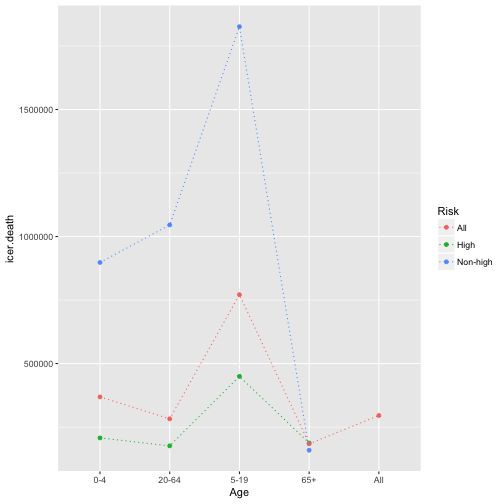 1500000
1000000
500000
icer.death
0-4
20-64
5-19
65+
All
Age
Risk
All
High
Non-high